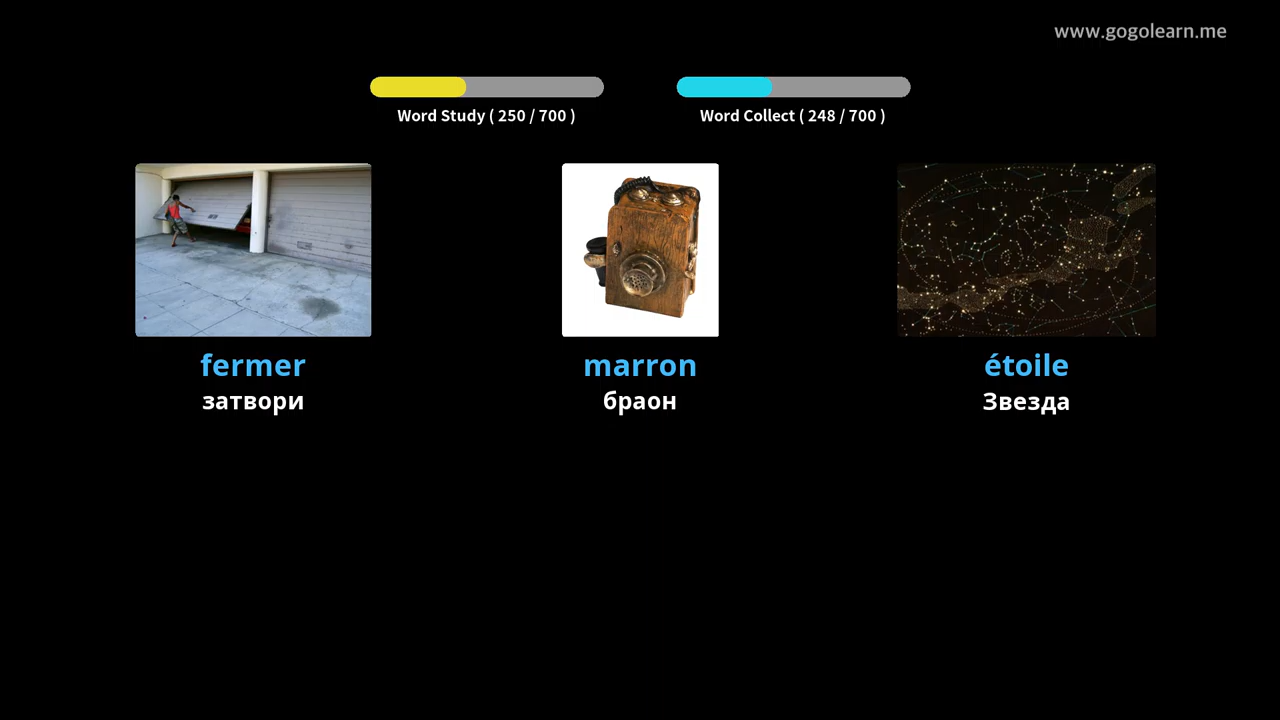 www.gogolearn.me
Word Study ( 250 / 700 )
Word Collect ( 248 / 700 )
fermer
затвори
marron
браон
étoile
Звезда